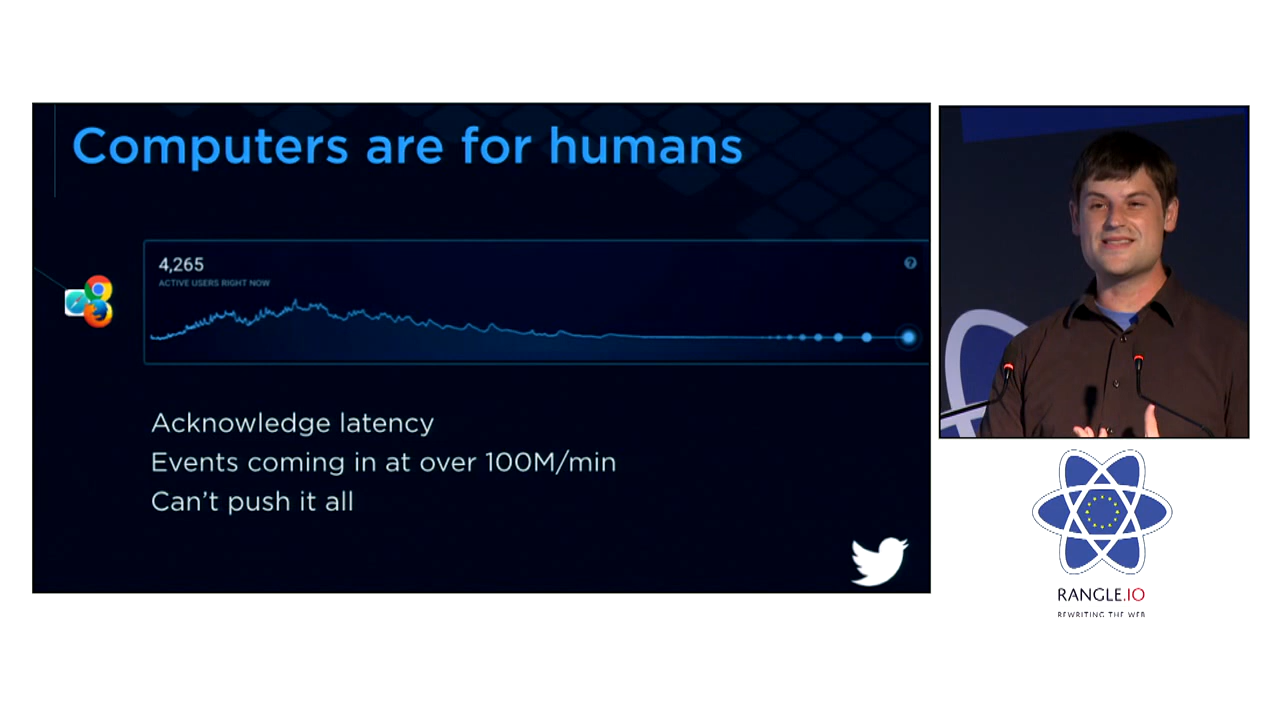 Computers are for humans
4,265
ACTIVE USERS RIGHT NOW
?
Acknowledge latency
Events coming in at over 100M/min
Can't push it all
RANGLE.IO
REWRITING THE WEB